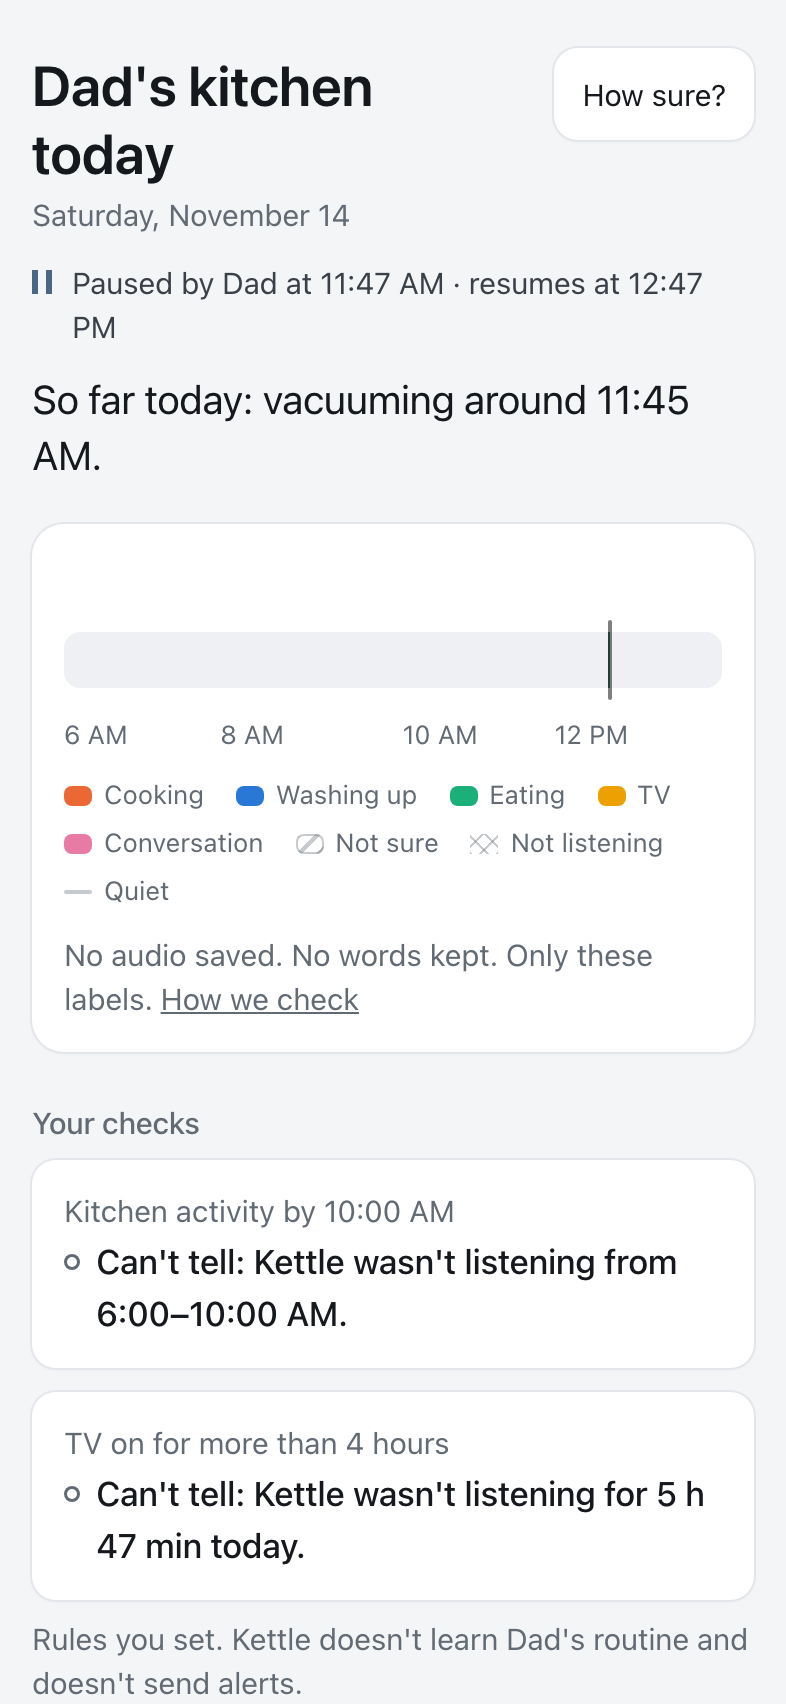 Dad's kitchen
today
How sure?
Saturday, November 14
Paused by Dad at 11:47 AM · resumes at 12:47
PM
So far today: vacuuming around 11:45
AM.
6 AM 8 AM 10 AM 12 PM
Cooking Washing up Eating TV
Conversation Not sure Not listening
Quiet
No audio saved. No words kept. Only these
labels. How we check
Your checks
Kitchen activity by 10:00 AM
Can't tell: Kettle wasn't listening from
6:00–10:00 AM.
TV on for more than 4 hours
Can't tell: Kettle wasn't listening for 5 h
47 min today.
Rules you set. Kettle doesn't learn Dad's routine and
doesn't send alerts.